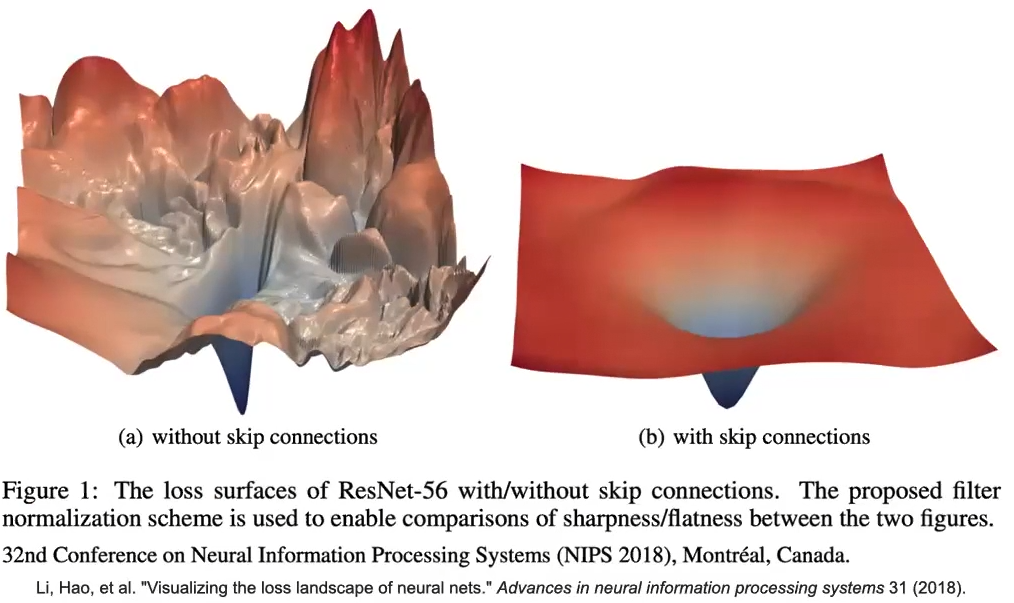 (a) without skip connections
(b) with skip connections
Figure 1: The loss surfaces of ResNet-56 with/without skip connections. The proposed filter
normalization scheme is used to enable comparisons of sharpness/flatness between the two figures.
32nd Conference on Neural Information Processing Systems (NIPS 2018), Montréal, Canada.
Li, Hao, et al. "Visualizing the loss landscape of neural nets." Advances in neural information processing systems 31 (2018).